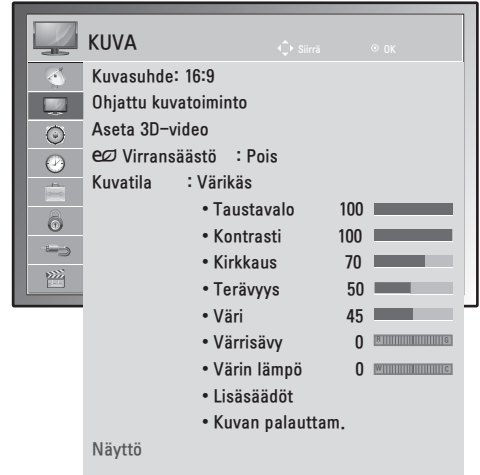 KUVA Siirrä OK
Kuvasuhde: 16:9
Ohjattu kuvatoiminto
Aseta 3D-video
Virransäästö : Pois
Kuvatila : Värikäs
• Taustavalo 100
• Kontrasti 100
• Kirkkaus 70
• Terävyys 50
• Väri 45
• Värrisävy 0 R G
• Värin lämpö 0 W C
• Lisäsäädöt
• Kuvan palauttam.
Näyttö